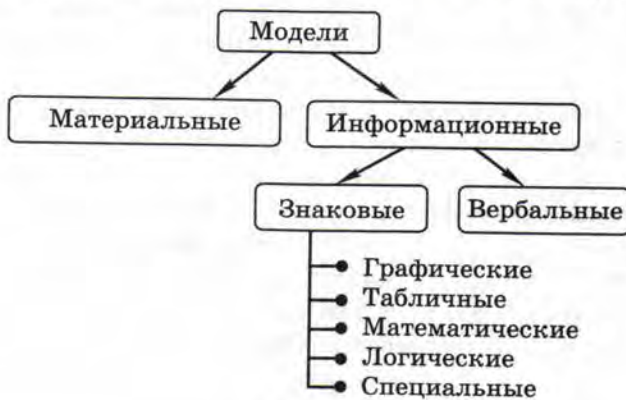 Модели
Материальные
Информационные
Знаковые
Вербальные
Графические
Табличные
Математические
Логические
Специальные